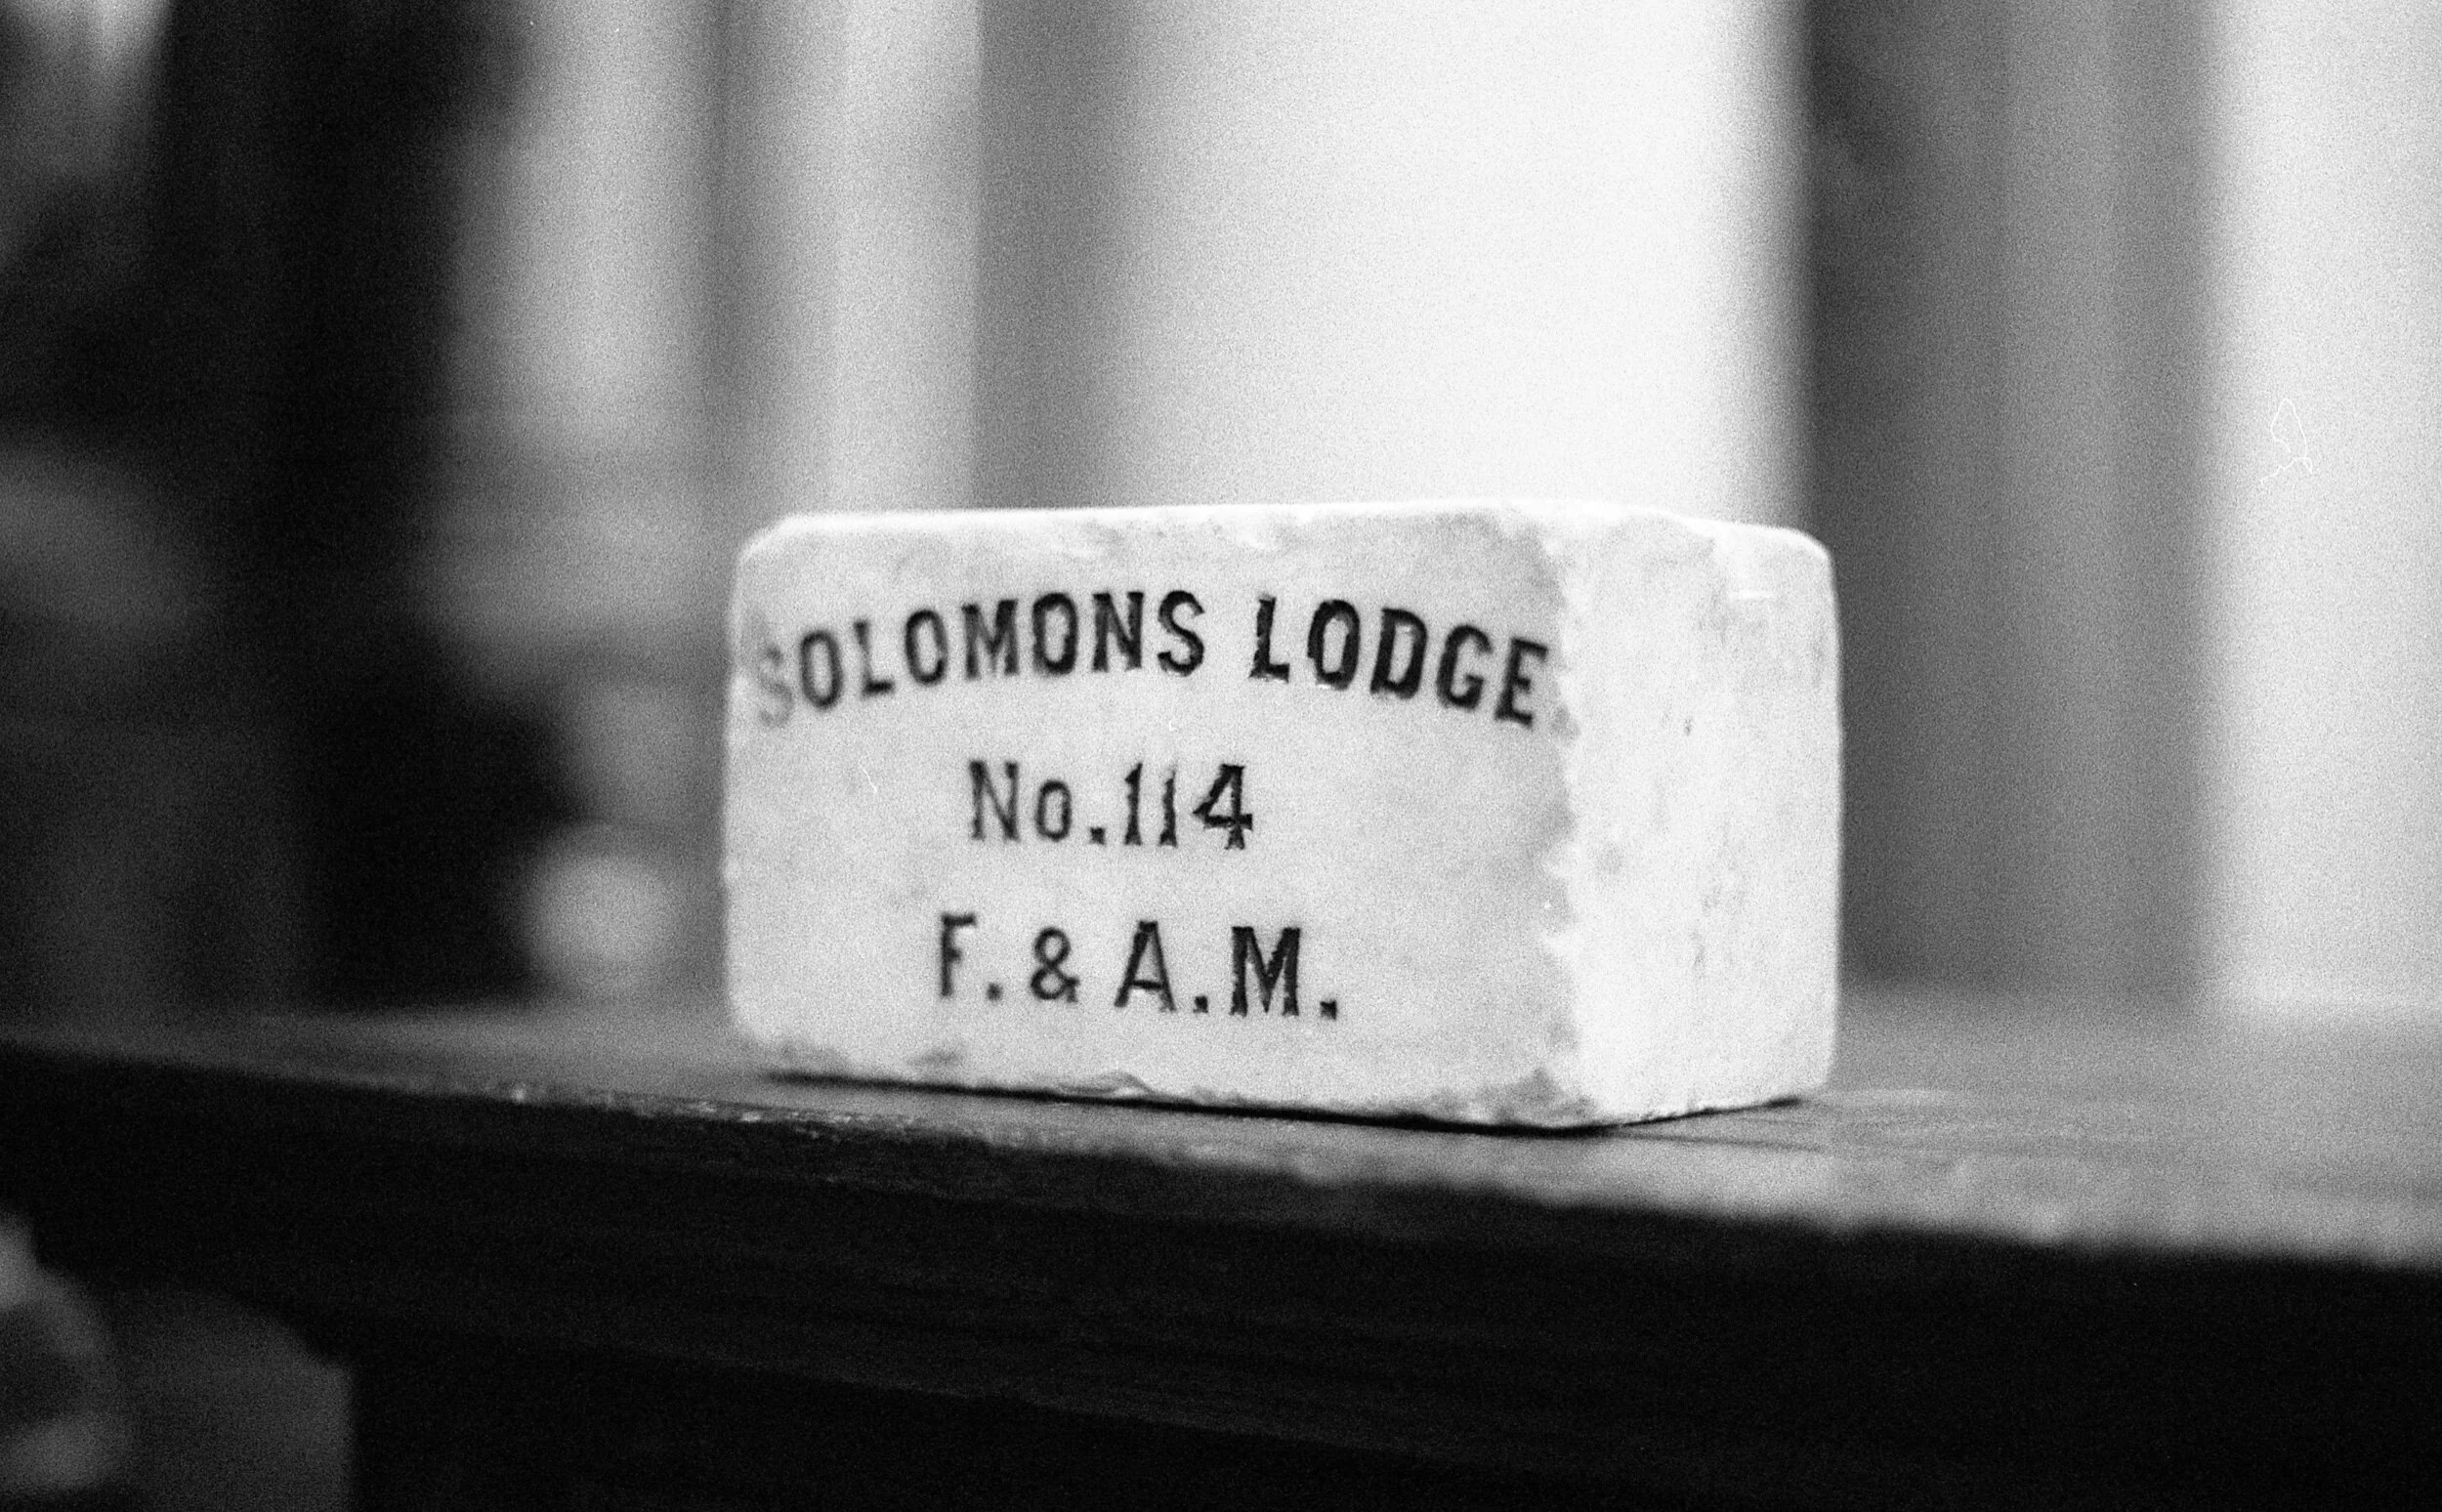 SOLOMONS LODGE
No.114
F. & A.M.